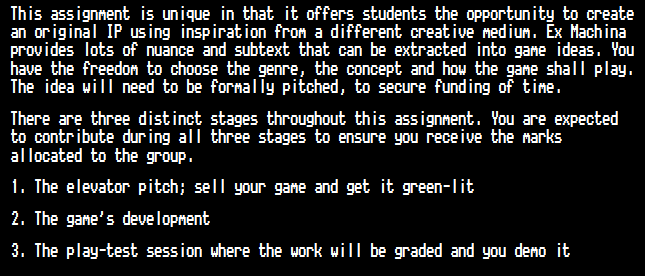 This assignment is unique in that it offers students the opportunity to create
an original IP using inspiration from a different creative medium. Ex Machina
provides lots of nuance and subtext that can be extracted into game ideas. You
have the freedom to choose the genre, the concept and how the game shall play.
The idea will need to be formally pitched, to secure funding of time.
There are three distinct stages throughout this assignment. You are expected
to contribute during all three stages to ensure you receive the marks
allocated to the group.
1. The elevator pitch; sell your game and get it green-lit
2. The game's development
3. The play-test session where the work will be graded and you demo it